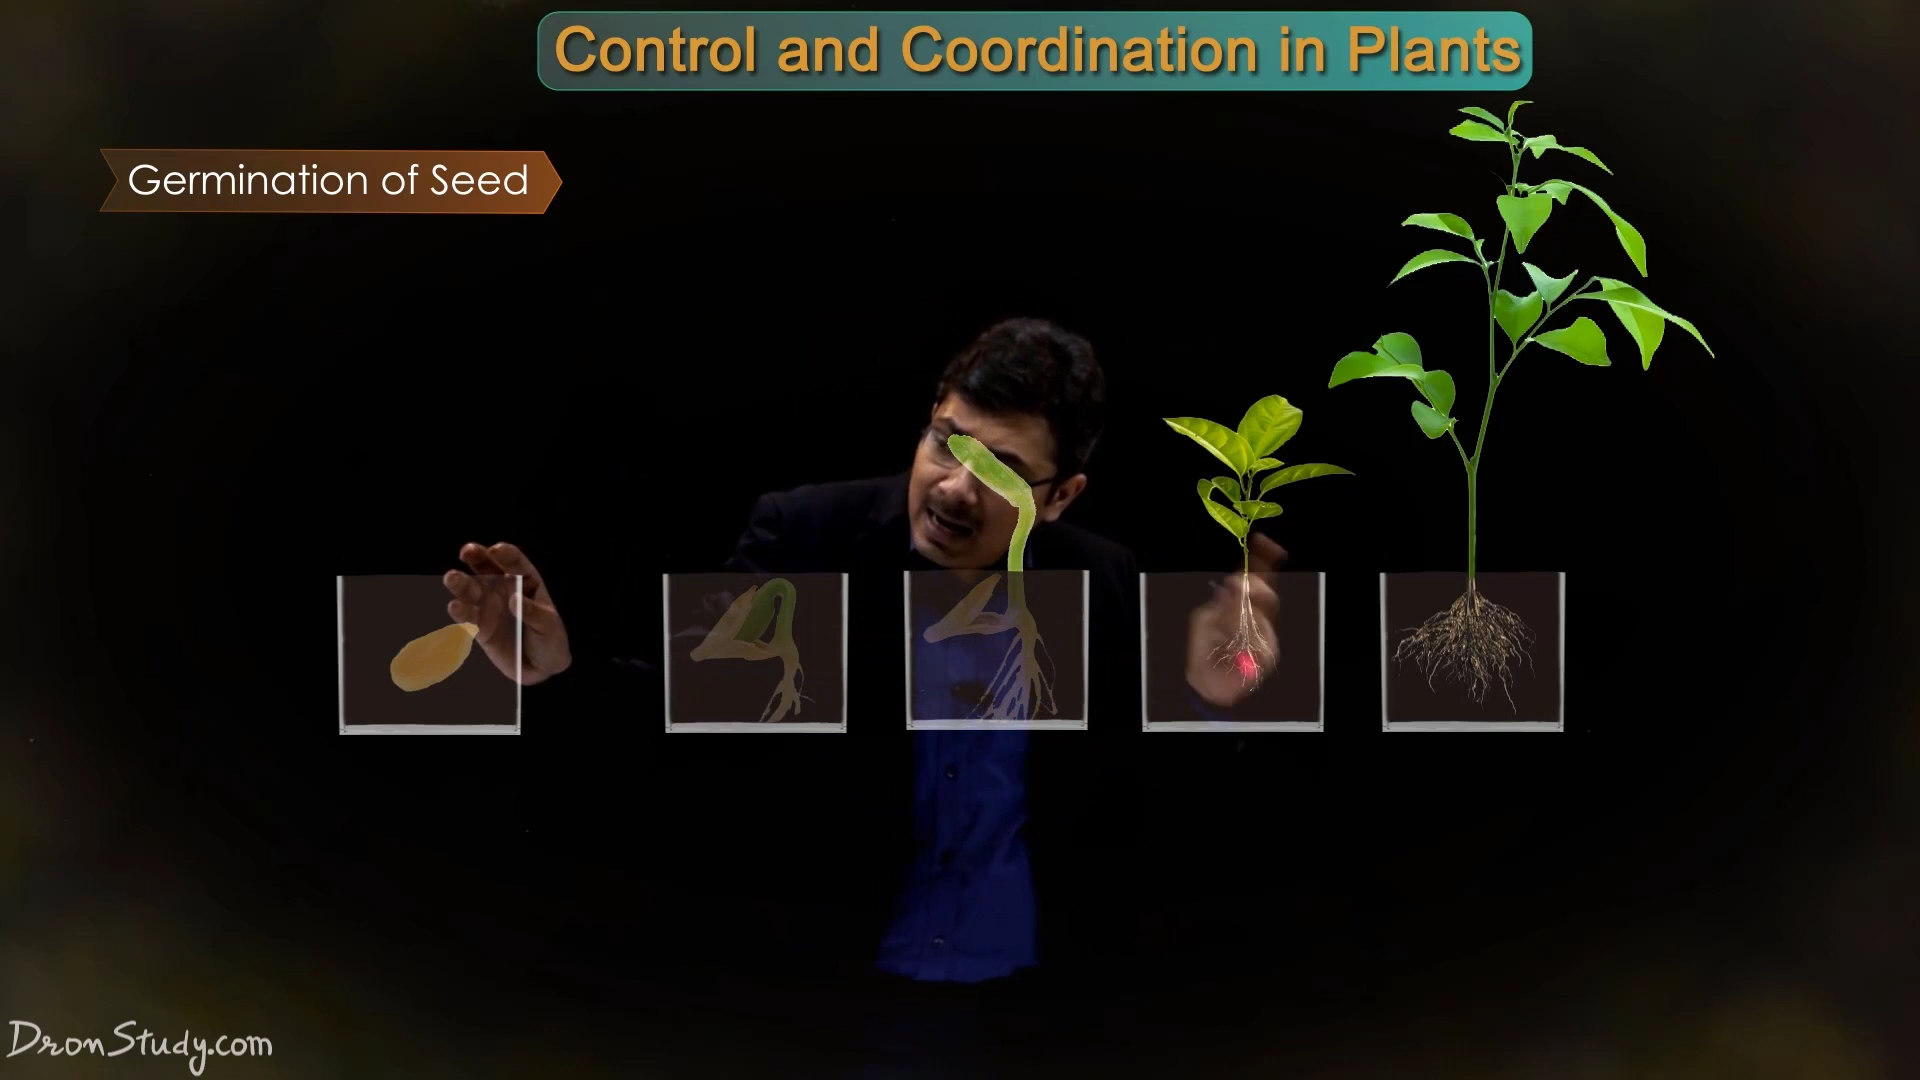 Control and Coordination in Plants
Germination of Seed
DronStudy.com